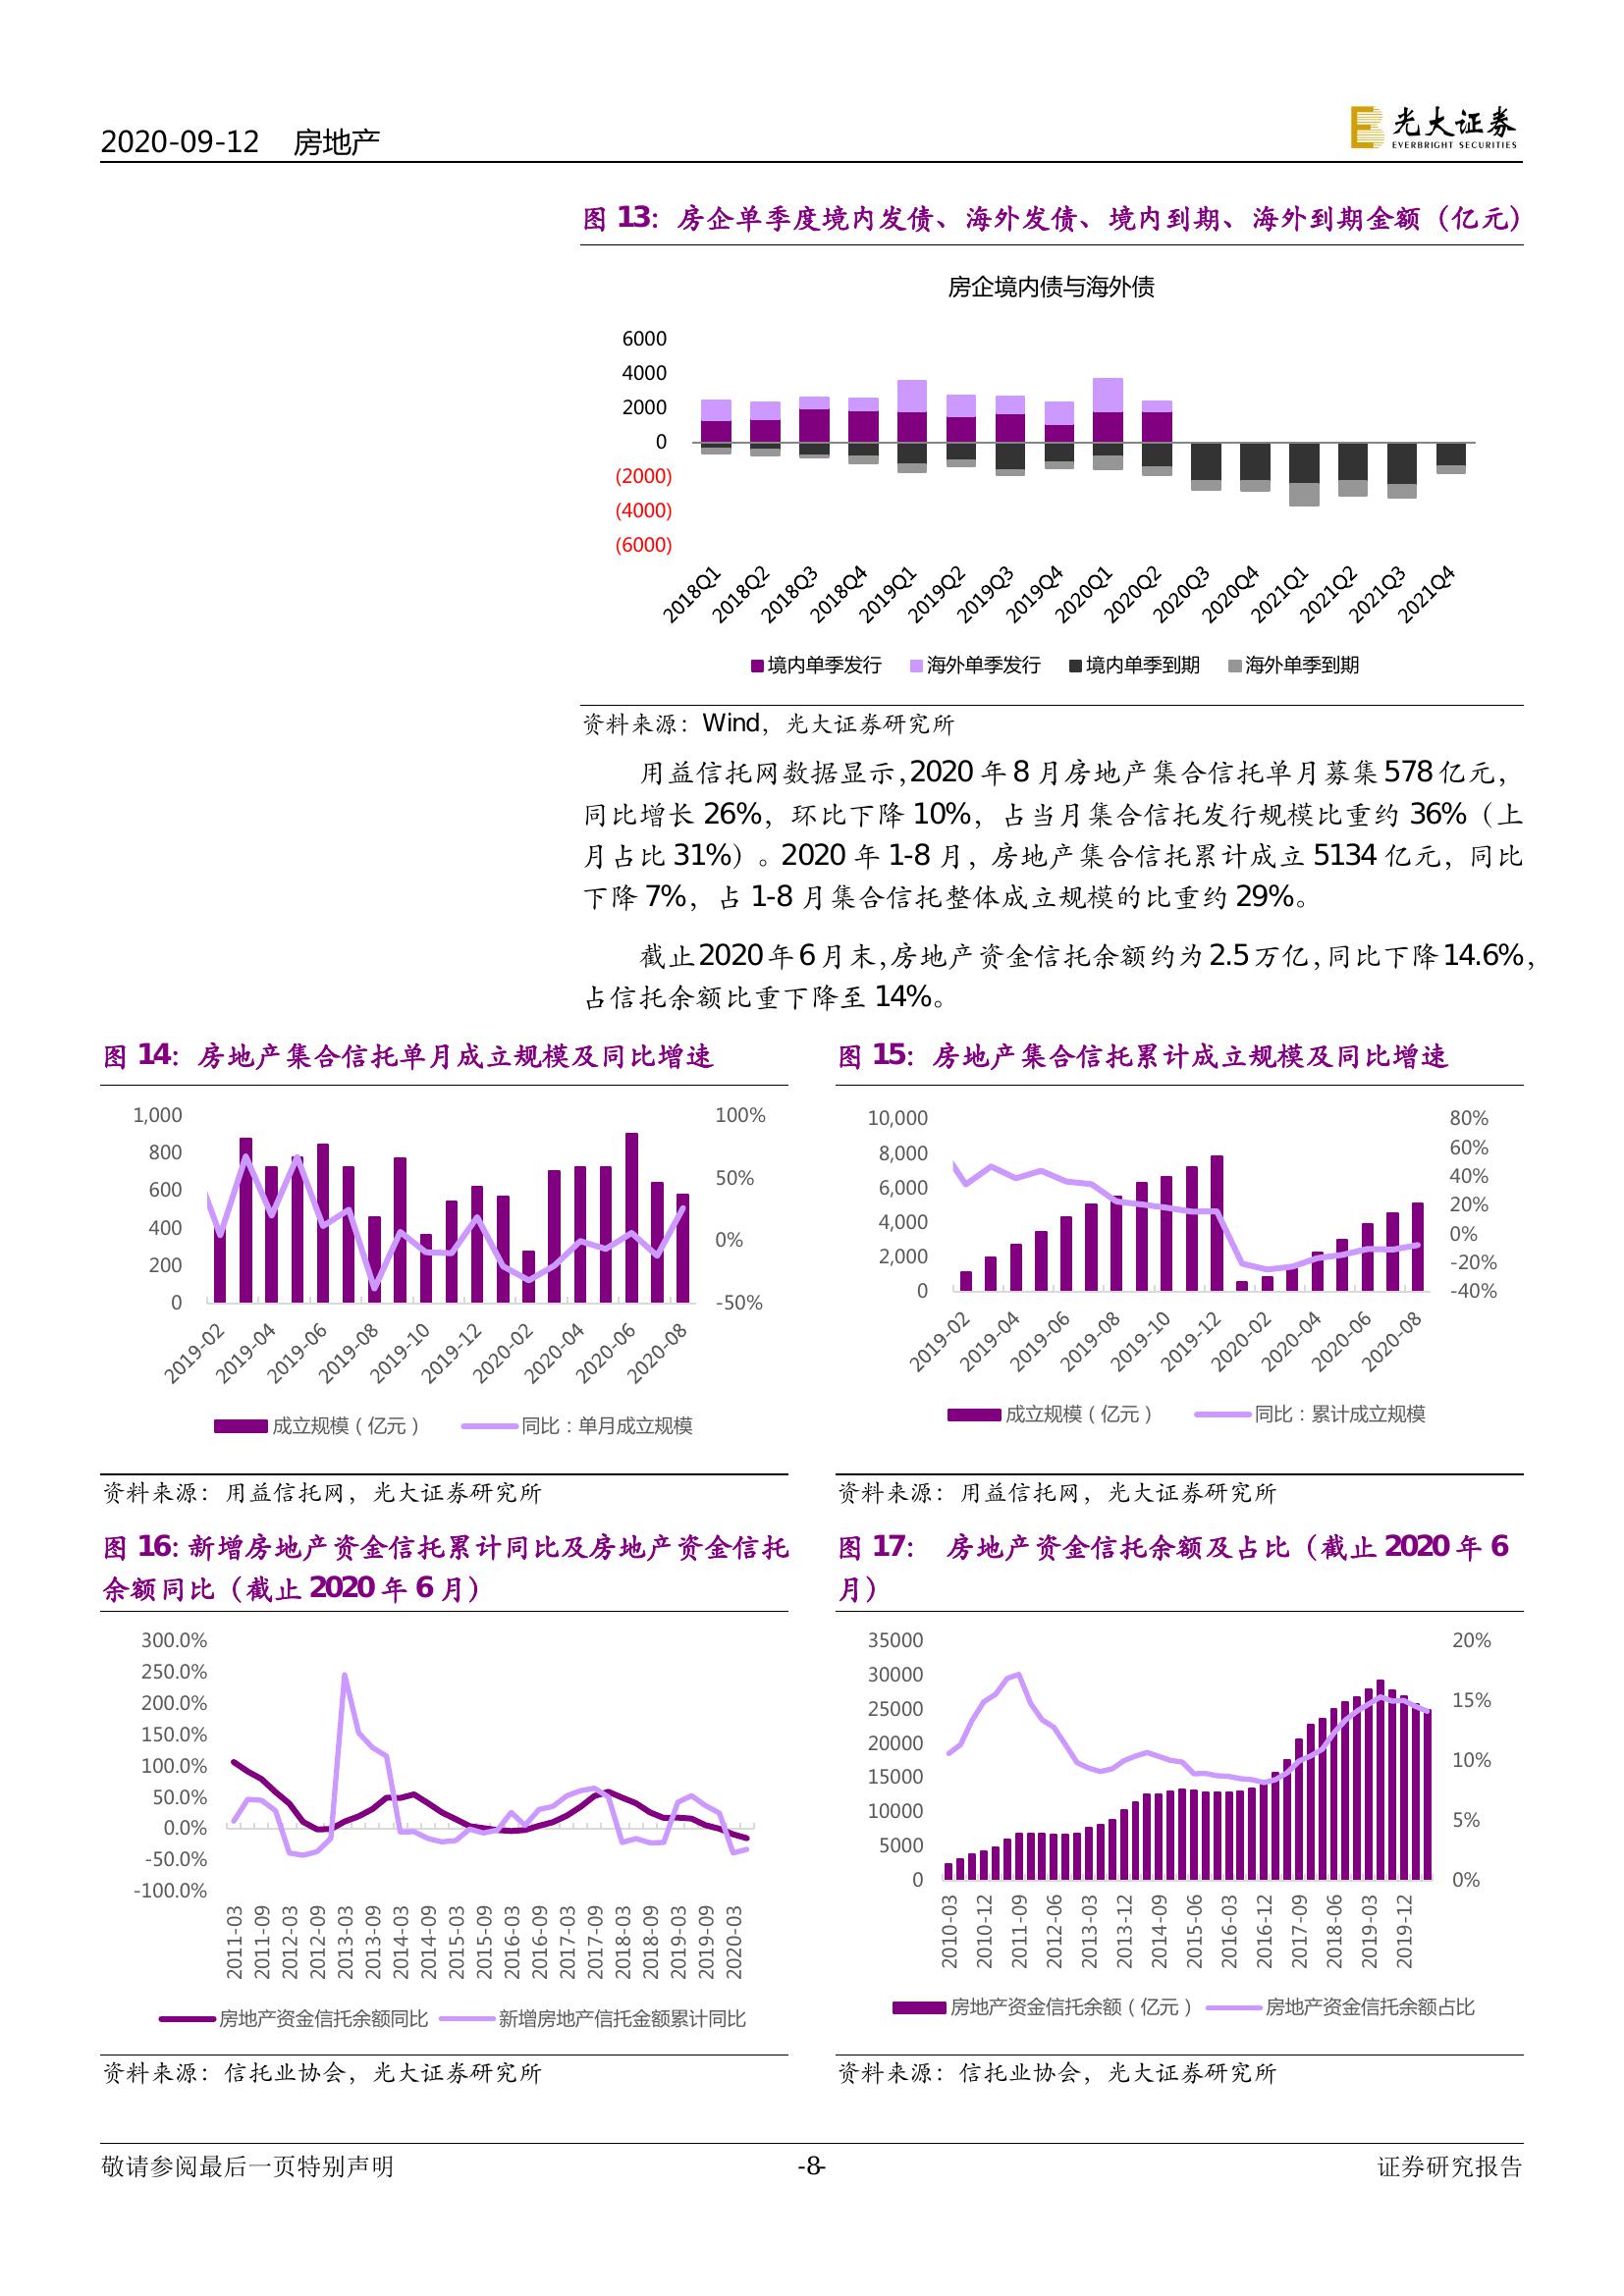 2020-09-12 房地产
光大证券
EVERBRIGHT SECURITIES
图 13：房企单季度境内发债、海外发债、境内到期、海外到期金额（亿元）
房企境内债与海外债
6000
4000
2000
0
(2000)
(4000)
(6000)
2018Q1 2018Q2 2018Q3 2018Q4 2019Q1 2019Q2 2019Q3 2019Q4 2020Q1 2020Q2 2020Q3 2020Q4 2021Q1 2021Q2 2021Q3 2021Q4
境内单季发行 海外单季发行 境内单季到期 海外单季到期
资料来源：Wind，光大证券研究所
用益信托网数据显示，2020 年 8 月房地产集合信托单月募集 578 亿元，
同比增长 26%，环比下降 10%，占当月集合信托发行规模比重约 36%（上
月占比 31%）。2020 年 1-8 月，房地产集合信托累计成立 5134 亿元，同比
下降 7%，占 1-8 月集合信托整体成立规模的比重约 29%。
截止 2020 年 6 月末，房地产资金信托余额约为 2.5 万亿，同比下降 14.6%，
占信托余额比重下降至 14%。
图 14：房地产集合信托单月成立规模及同比增速
1,000
800
600
400
200
0
100%
50%
0%
-50%
2019-02 2019-04 2019-06 2019-08 2019-10 2019-12 2020-02 2020-04 2020-06 2020-08
成立规模（亿元） 同比：单月成立规模
资料来源：用益信托网，光大证券研究所
图 15：房地产集合信托累计成立规模及同比增速
10,000
8,000
6,000
4,000
2,000
0
80%
60%
40%
20%
0%
-20%
-40%
2019-02 2019-04 2019-06 2019-08 2019-10 2019-12 2020-02 2020-04 2020-06 2020-08
成立规模（亿元） 同比：累计成立规模
资料来源：用益信托网，光大证券研究所
图 16：新增房地产资金信托累计同比及房地产资金信托
余额同比（截止 2020 年 6 月）
300.0%
250.0%
200.0%
150.0%
100.0%
50.0%
0.0%
-50.0%
-100.0%
2011-03 2011-09 2012-03 2012-09 2013-03 2013-09 2014-03 2014-09 2015-03 2015-09 2016-03 2016-09 2017-03 2017-09 2018-03 2018-09 2019-03 2019-09 2020-03
房地产资金信托余额同比 新增房地产信托金额累计同比
资料来源：信托业协会，光大证券研究所
图 17： 房地产资金信托余额及占比（截止 2020 年 6
月）
35000
30000
25000
20000
15000
10000
5000
0
20%
15%
10%
5%
0%
2010-03 2010-12 2011-09 2012-06 2013-03 2013-12 2014-09 2015-06 2016-03 2016-12 2017-09 2018-06 2019-03 2019-12
房地产资金信托余额（亿元） 房地产资金信托余额占比
资料来源：信托业协会，光大证券研究所
敬请参阅最后一页特别声明 -8- 证券研究报告